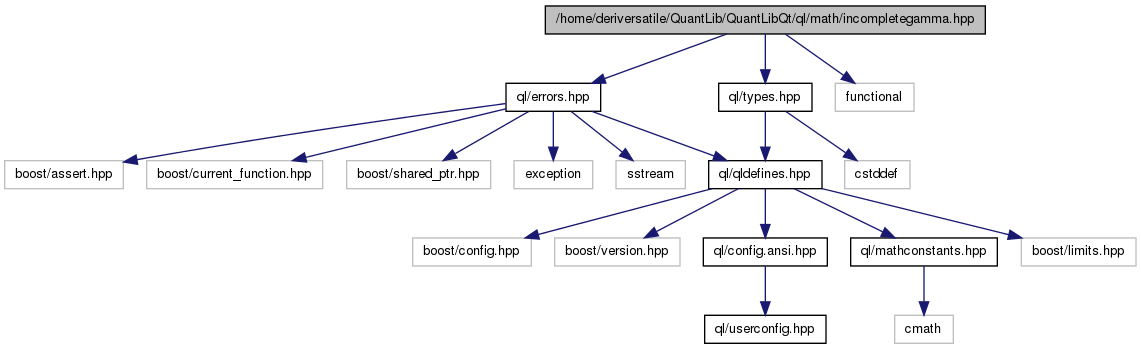 /home/deriversatile/QuantLib/QuantLibQt/ql/math/incompletegamma.hpp
ql/errors.hpp
ql/types.hpp
functional
boost/assert.hpp
boost/current_function.hpp
boost/shared_ptr.hpp
exception
sstream
ql/qldefines.hpp
cstddef
boost/config.hpp
boost/version.hpp
ql/config.ansi.hpp
ql/mathconstants.hpp
boost/limits.hpp
ql/userconfig.hpp
cmath